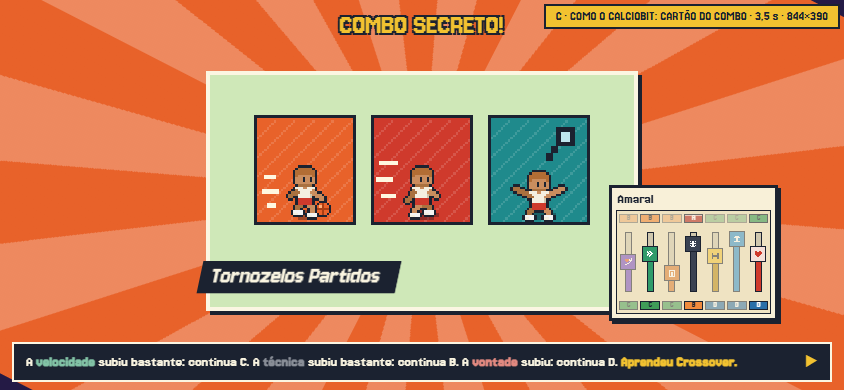 COMBO SECRETO!
C · COMO O CALCIOBIT: CARTÃO DO COMBO · 3,5 s · 844×390
Amaral
Tornozelos Partidos
A velocidade subiu bastante: continua C. A técnica subiu bastante: continua B. A vontade subiu: continua D. Aprendeu Crossover.